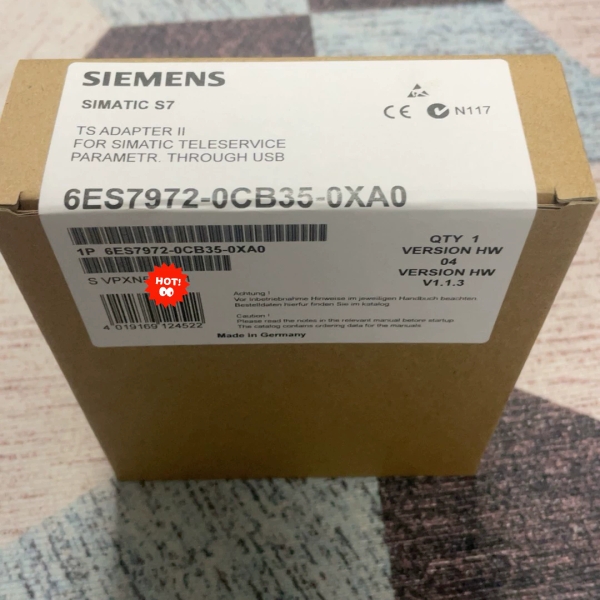 SIEMENS
SIMATIC S7
N117
TS ADAPTER II
FOR SIMATIC TELESERVICE
PARAMETR. THROUGH USB
6ES7972-0CB35-0XA0
1P 6ES7972-0CB35-0XA0
QTY 1
VERSION HW
04
VERSION HW
V1.1.3
S VPXN
HOT!
Achtung !
Vor Inbetriebnahme Hinweise im jeweiligen Handbuch beachten
Bestelldaten hierfür finden Sie im katalog
Caution !
Please read the notes in the relevant manual before startup
The catalog contains ordering data for the manuals
4 019169 124522
Made in Germany